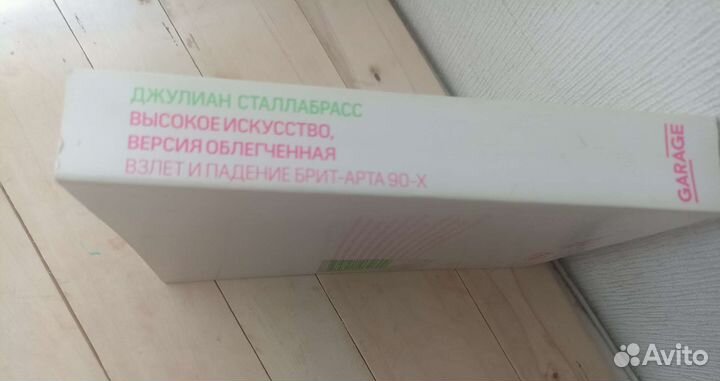 ДЖУЛИАН СТАЛЛАБРАСС
ВЫСОКОЕ ИСКУССТВО,
ВЕРСИЯ ОБЛЕГЧЕННАЯ
ВЗЛЕТ И ПАДЕНИЕ БРИТ-АРТА 90-Х
GARAGE
Avito